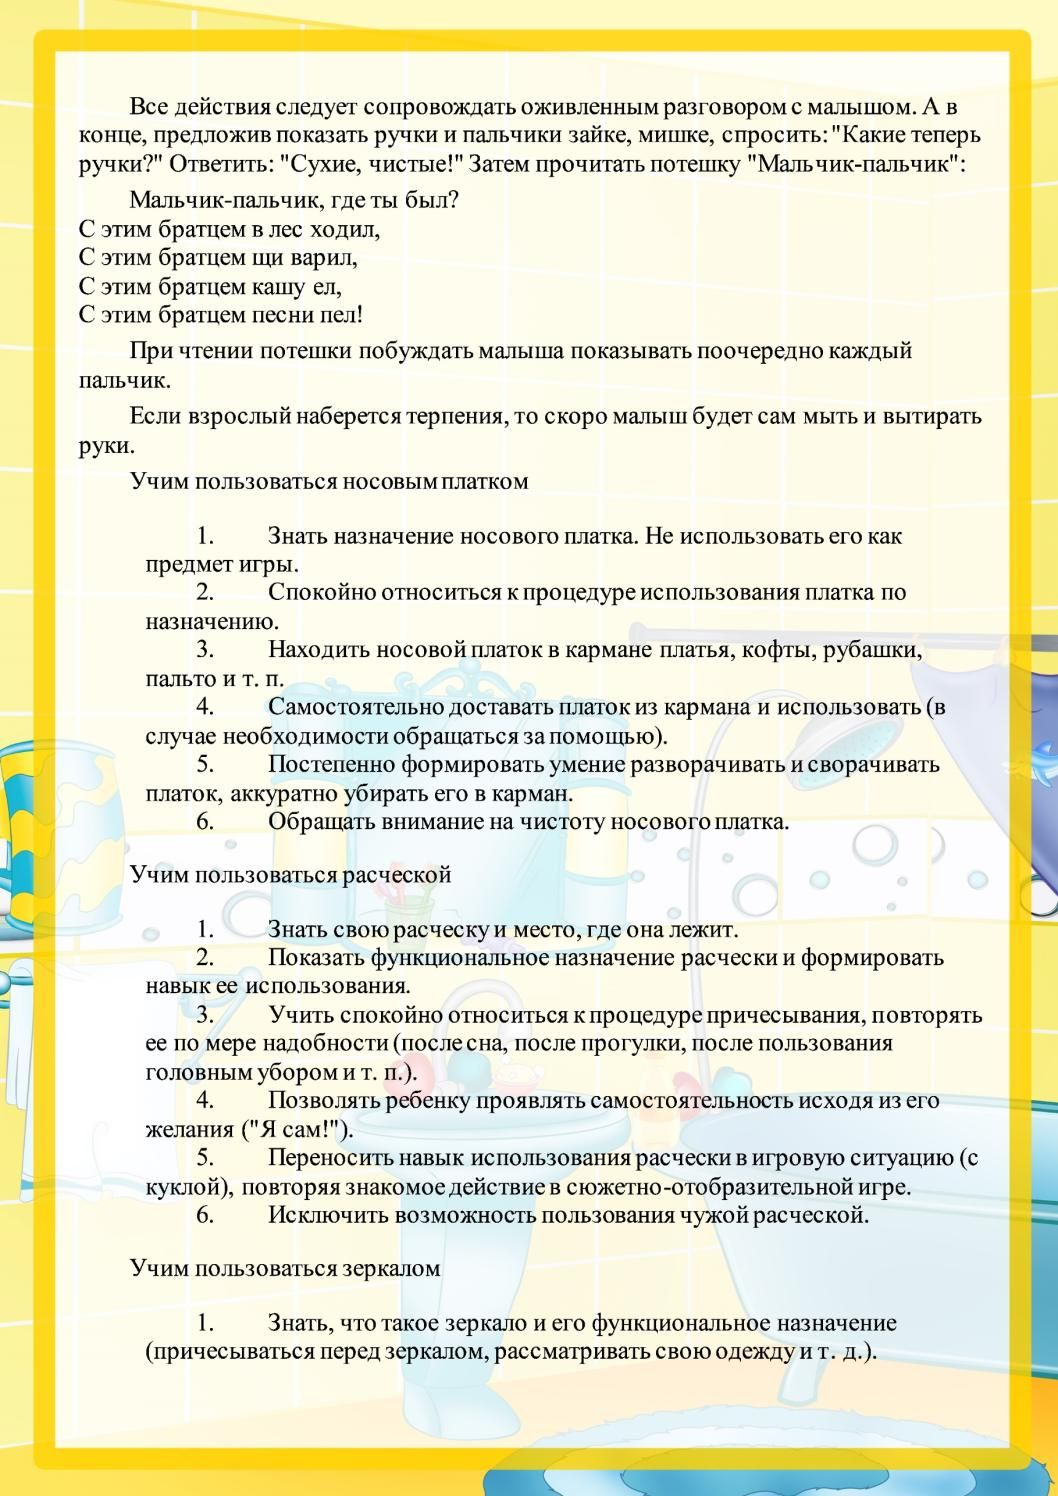 Все действия следует сопровождать оживленным разговором с малышом. А в
конце, предложив показать ручки и пальчики зайке, мишке, спросить: "Какие теперь
ручки?" Ответить: "Сухие, чистые!" Затем прочитать потешку "Мальчик-пальчик":
Мальчик-пальчик, где ты был?
С этим братцем в лес ходил,
С этим братцем щи варил,
С этим братцем кашу ел,
С этим братцем песни пел!
При чтении потешки побуждать малыша показывать поочередно каждый
пальчик.
Если взрослый наберется терпения, то скоро малыш будет сам мыть и вытирать
руки.
Учим пользоваться носовым платком
1. Знать назначение носового платка. Не использовать его как
предмет игры.
2. Спокойно относиться к процедуре использования платка по
назначению.
3. Находить носовой платок в кармане платья, кофты, рубашки,
пальто и т. п.
4. Самостоятельно доставать платок из кармана и использовать (в
случае необходимости обращаться за помощью).
5. Постепенно формировать умение разворачивать и сворачивать
платок, аккуратно убирать его в карман.
6. Обращать внимание на чистоту носового платка.
Учим пользоваться расческой
1. Знать свою расческу и место, где она лежит.
2. Показать функциональное назначение расчески и формировать
навык ее использования.
3. Учить спокойно относиться к процедуре причесывания, повторять
ее по мере надобности (после сна, после прогулки, после пользования
головным убором и т. п.).
4. Позволять ребенку проявлять самостоятельность исходя из его
желания ("Я сам!").
5. Переносить навык использования расчески в игровую ситуацию (с
куклой), повторяя знакомое действие в сюжетно-отобразительной игре.
6. Исключить возможность пользования чужой расческой.
Учим пользоваться зеркалом
1. Знать, что такое зеркало и его функциональное назначение
(причесываться перед зеркалом, рассматривать свою одежду и т. д.).